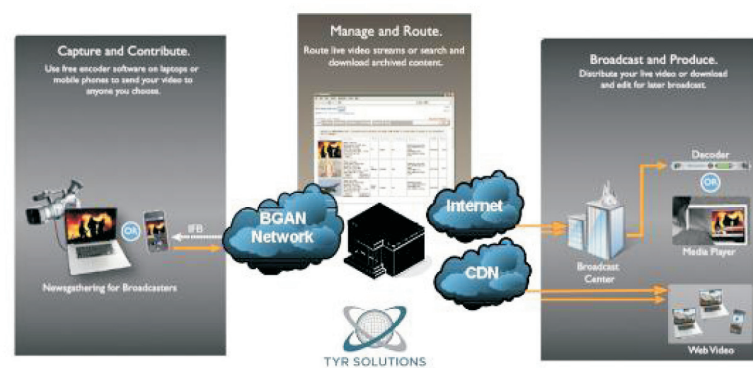 Capture and Contribute.
Use free encoder software on laptops or
mobile phones to send your video to
anyone you choose.
OR
IFB
Newsgathering for Broadcasters
Manage and Route.
Route live video streams or search and
download archived content.
BGAN
Network
Internet
CDN
TYR SOLUTIONS
Broadcast and Produce.
Distribute your live video or download
and edit for later broadcast.
Decoder
OR
Media Player
Broadcast
Center
Web Video